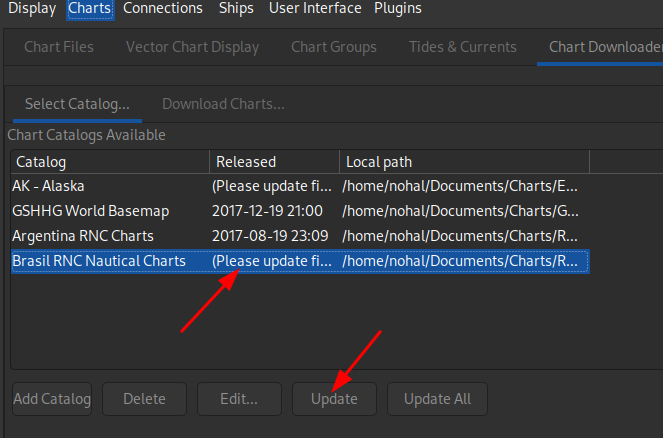 Display Charts Connections Ships User Interface Plugins
Chart Files Vector Chart Display Chart Groups Tides & Currents Chart Downloader
Select Catalog... Download Charts...
Chart Catalogs Available
Catalog Released Local path
AK - Alaska (Please update fi... /home/nohal/Documents/Charts/E...
GSHHG World Basemap 2017-12-19 21:00 /home/nohal/Documents/Charts/G...
Argentina RNC Charts 2017-08-19 23:09 /home/nohal/Documents/Charts/R...
Brasil RNC Nautical Charts (Please update fi... /home/nohal/Documents/Charts/R...
Add Catalog Delete Edit... Update Update All